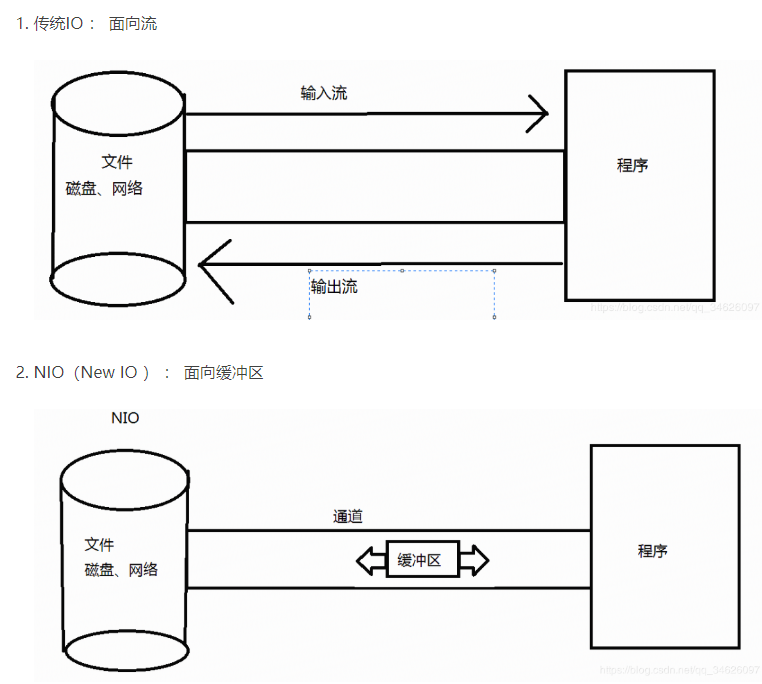 1. 传统IO： 面向流
输入流
文件
磁盘、网络
程序
输出流
https://blog.csdn.net/qq_34626097
2. NIO（New IO ） ： 面向缓冲区
NIO
通道
文件
磁盘、网络
缓冲区
程序
https://blog.csdn.net/qq_34626097